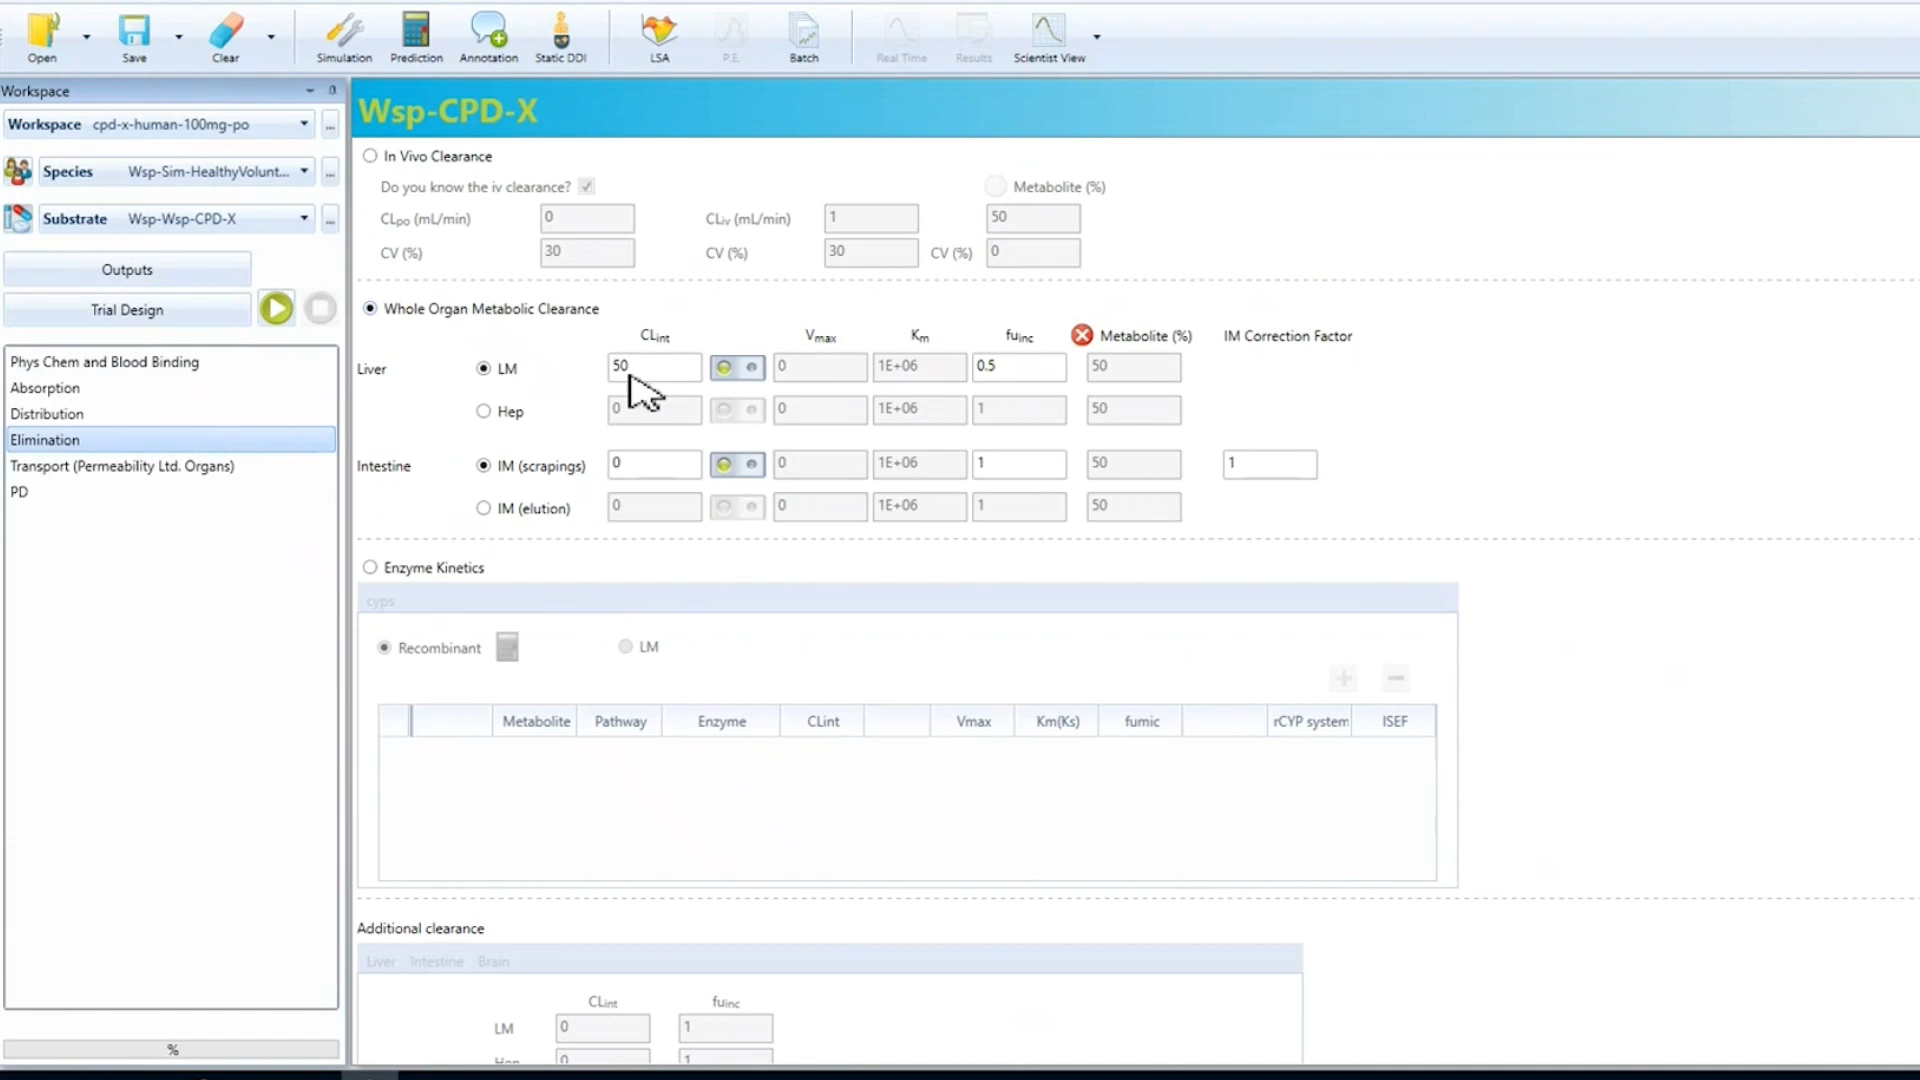 Open
Save
Clear
Simulation
Prediction
Annotation
Static DDI
LSA
P.E.
Batch
Real Time
Results
Scientist View
Workspace
Workspace cpd-x-human-100mg-po ...
Species Wsp-Sim-HealthyVolunt... ...
Substrate Wsp-Wsp-CPD-X ...
Outputs
Trial Design
Phys Chem and Blood Binding
Absorption
Distribution
Elimination
Transport (Permeability Ltd. Organs)
PD
%
Wsp-CPD-X
In Vivo Clearance
Do you know the iv clearance? Metabolite (%)
CLpo (mL/min) 0 CLiv (mL/min) 1 50
CV (%) 30 CV (%) 30 CV (%) 0
Whole Organ Metabolic Clearance
CLint Vmax Km fuinc Metabolite (%) IM Correction Factor
Liver LM 50 0 1E+06 0.5 50
Hep 0 0 1E+06 1 50
Intestine IM (scrapings) 0 0 1E+06 1 50 1
IM (elution) 0 0 1E+06 1 50
Enzyme Kinetics
cyps
Recombinant LM
Metabolite Pathway Enzyme CLint Vmax Km(Ks) fumic rCYP system ISEF
Additional clearance
Liver Intestine Brain
CLint fuinc
LM 0 1
Hep 0 1